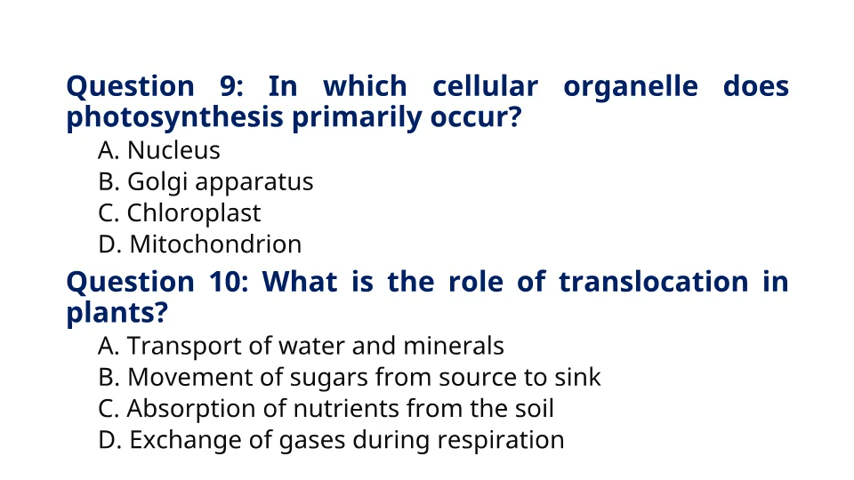 Question 9: In which cellular organelle does
photosynthesis primarily occur?
A. Nucleus
B. Golgi apparatus
C. Chloroplast
D. Mitochondrion
Question 10: What is the role of translocation in
plants?
A. Transport of water and minerals
B. Movement of sugars from source to sink
C. Absorption of nutrients from the soil
D. Exchange of gases during respiration